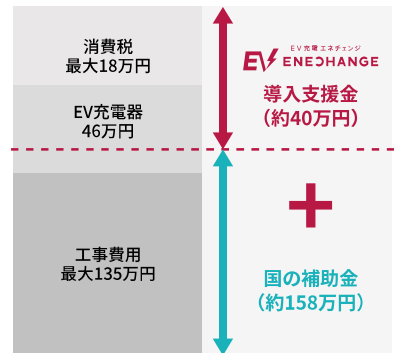 消費税
最大18万円
EV充電器
46万円
工事費用
最大135万円
EV充電 エネチェンジ
EV ENECHANGE
導入支援金
（約40万円）
+
国の補助金
（約158万円）